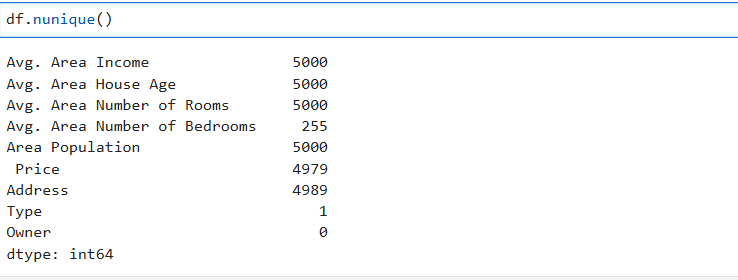 df.nunique()
Avg. Area Income 5000
Avg. Area House Age 5000
Avg. Area Number of Rooms 5000
Avg. Area Number of Bedrooms 255
Area Population 5000
Price 4979
Address 4989
Type 1
Owner 0
dtype: int64